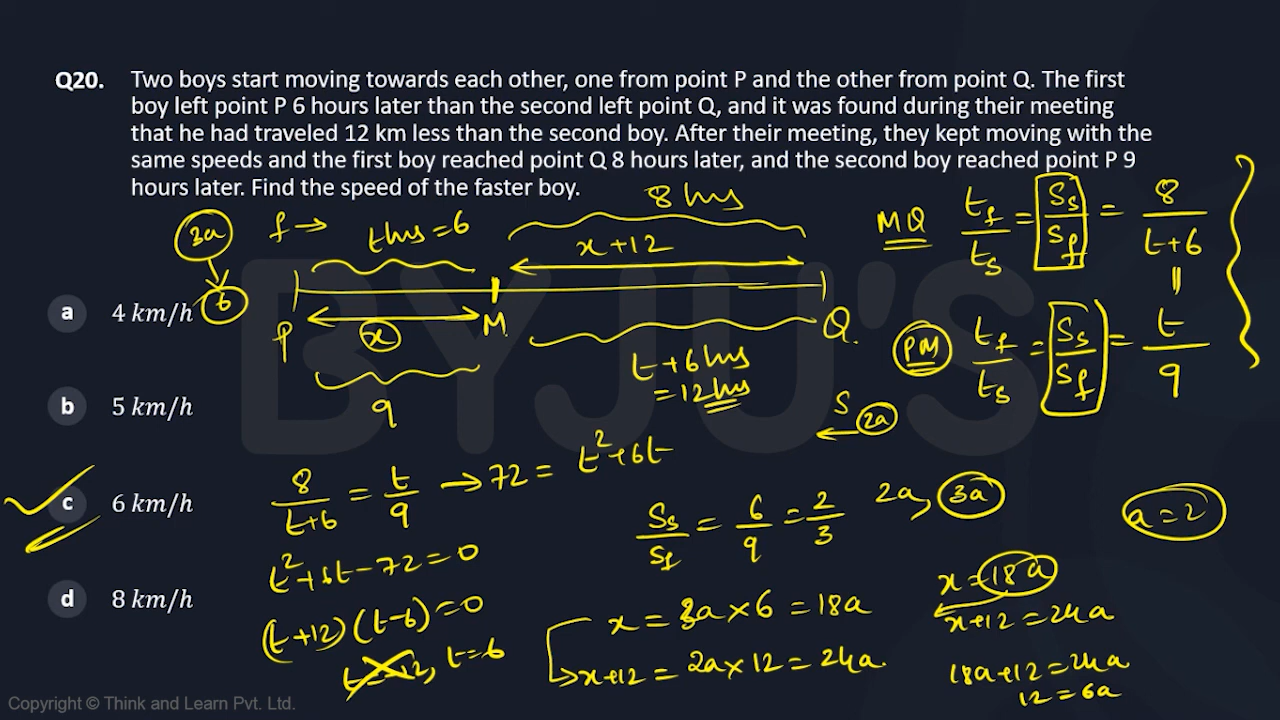 Q20. Two boys start moving towards each other, one from point P and the other from point Q. The first
boy left point P 6 hours later than the second left point Q, and it was found during their meeting
that he had traveled 12 km less than the second boy. After their meeting, they kept moving with the
same speeds and the first boy reached point Q 8 hours later, and the second boy reached point P 9
hours later. Find the speed of the faster boy.
3a
f →
t hrs = 6
8 hrs
x+12
6
P
x
M
Q
9
t+6 hrs
= 12 hrs
MQ t_f/t_s = S_s/S_f = 8/(t+6)
=
PM t_f/t_s = S_s/S_f = t/9
S 2a
←
a 4 km/h
b 5 km/h
c 6 km/h
d 8 km/h
8/(t+6) = t/9 → 72 = t²+6t
t²+6t-72=0
(t+12)(t-6)=0
t=-12, t=6
S_s/S_f = 6/9 = 2/3 2a, 3a
a=2
x = 3a×6 = 18a
x+12 = 2a×12 = 24a
x=18a
x+12=24a
18a+12=24a
12=6a
BYJU'S
Copyright © Think and Learn Pvt. Ltd.